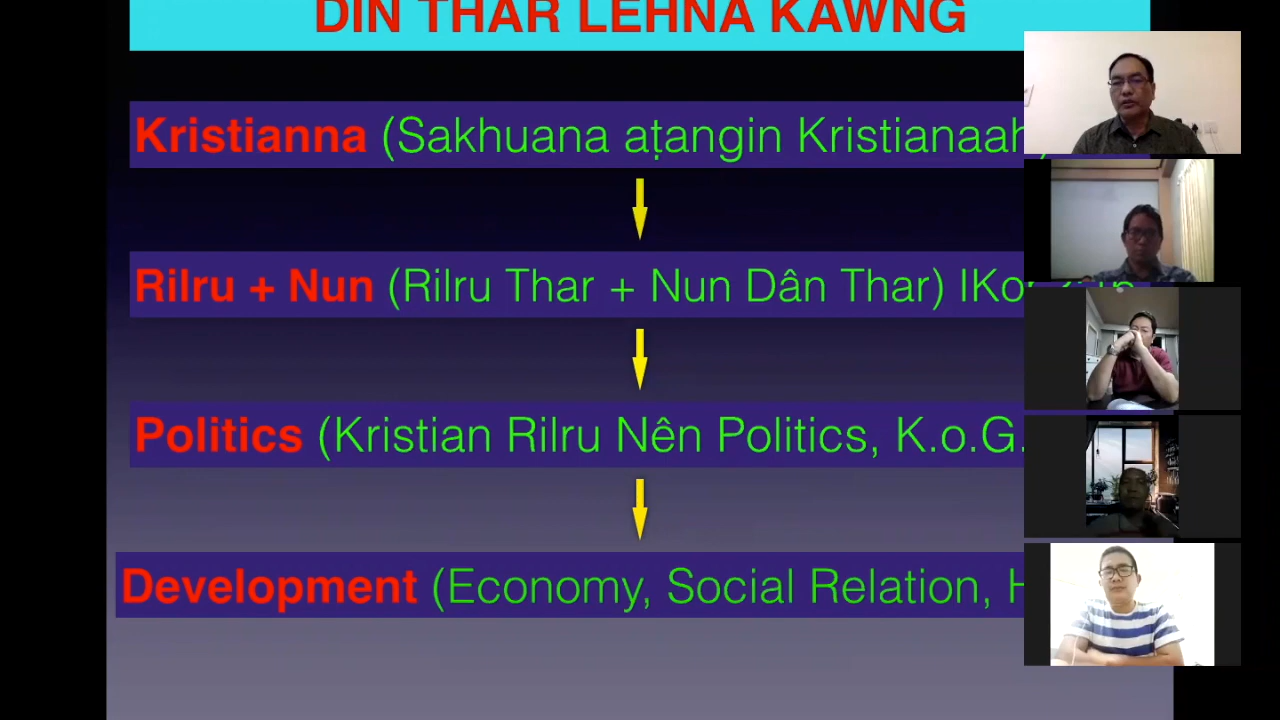 DIN THAR LEHNA KAWNG
Kristianna (Sakhuana aṭangin Kristianaah)
Rilru + Nun (Rilru Thar + Nun Dân Thar)
Politics (Kristian Rilru Nên Politics, K.o.G.
Development (Economy, Social Relation,